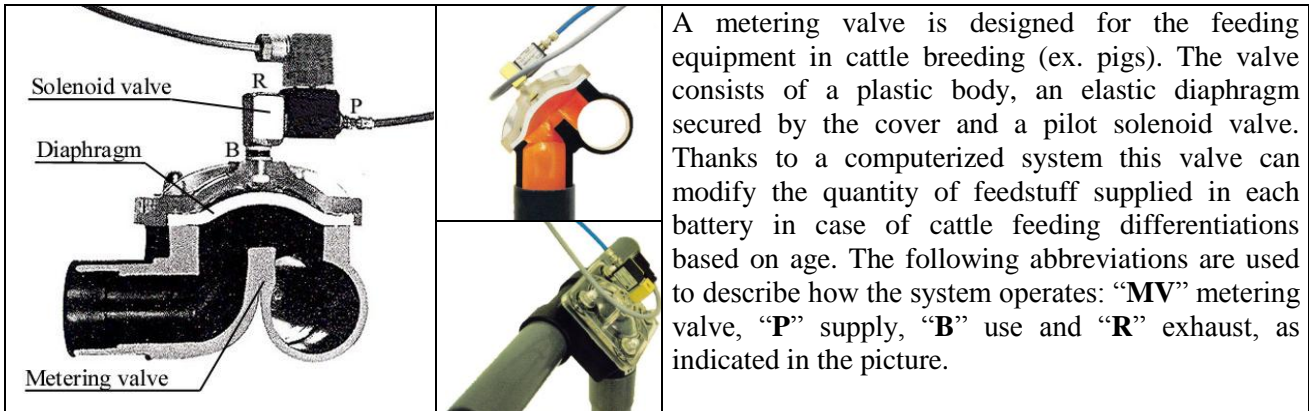 Solenoid valve
R
P
B
Diaphragm
Metering valve
A metering valve is designed for the feeding
equipment in cattle breeding (ex. pigs). The valve
consists of a plastic body, an elastic diaphragm
secured by the cover and a pilot solenoid valve.
Thanks to a computerized system this valve can
modify the quantity of feedstuff supplied in each
battery in case of cattle feeding differentiations
based on age. The following abbreviations are used
to describe how the system operates: “MV” metering
valve, “P” supply, “B” use and “R” exhaust, as
indicated in the picture.